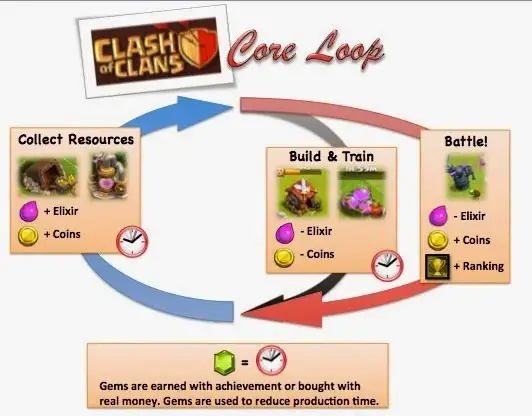 CLASH
of CLANS
Core Loop
Collect Resources
+ Elixir
+ Coins
Build & Train
- Elixir
- Coins
Battle!
- Elixir
+ Coins
+ Ranking
=
Gems are earned with achievement or bought with
real money. Gems are used to reduce production time.